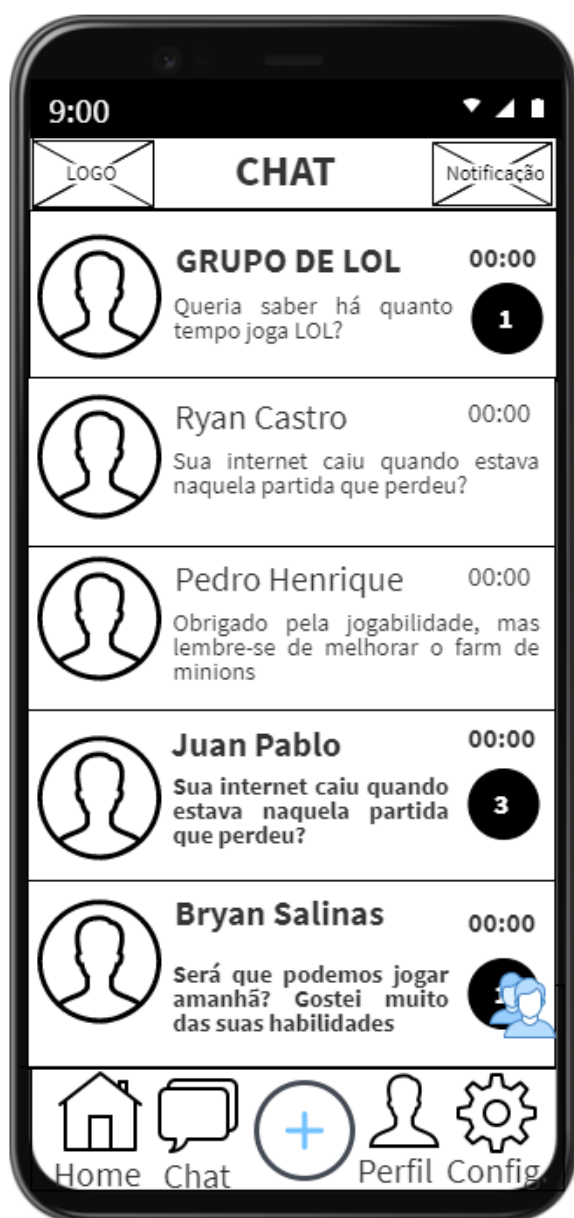 9:00
LOGO
CHAT
Notificação
GRUPO DE LOL
00:00
Queria saber há quanto
tempo joga LOL?
1
Ryan Castro
00:00
Sua internet caiu quando estava
naquela partida que perdeu?
Pedro Henrique
00:00
Obrigado pela jogabilidade, mas
lembre-se de melhorar o farm de
minions
Juan Pablo
00:00
Sua internet caiu quando
estava naquela partida
que perdeu?
3
Bryan Salinas
00:00
Será que podemos jogar
amanhã? Gostei muito
das suas habilidades
Home
Chat
Perfil
Config.